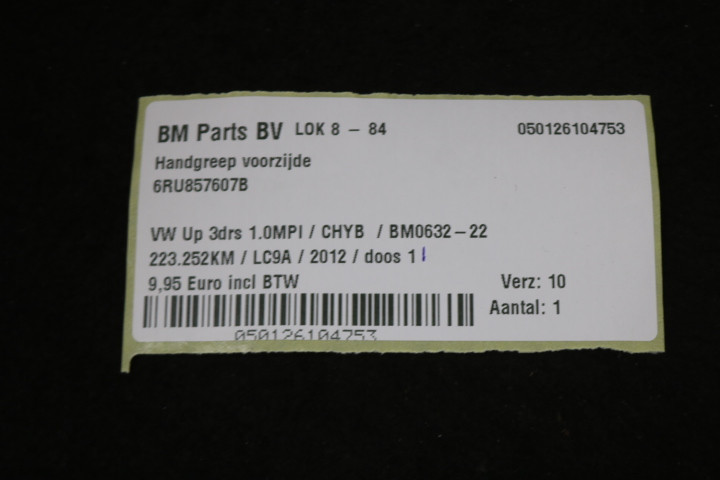 BM Parts BV LOK 8 - 84 050126104753
Handgreep voorzijde
6RU857607B
VW Up 3drs 1.0MPI / CHYB / BM0632-22
223.252KM / LC9A / 2012 / doos 1
9,95 Euro incl BTW Verz: 10
Aantal: 1
050126104753